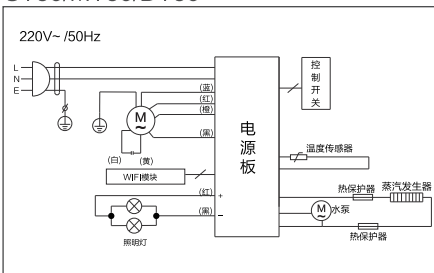 220V~ /50Hz
L
N
E
(蓝)
(红)
(橙)
(黑)
M
~
(白)
(黄)
WIFI模块
(红)
+
(黑)
−
照明灯
电源板
控制开关
温度传感器
热保护器
蒸汽发生器
M
~
水泵
热保护器